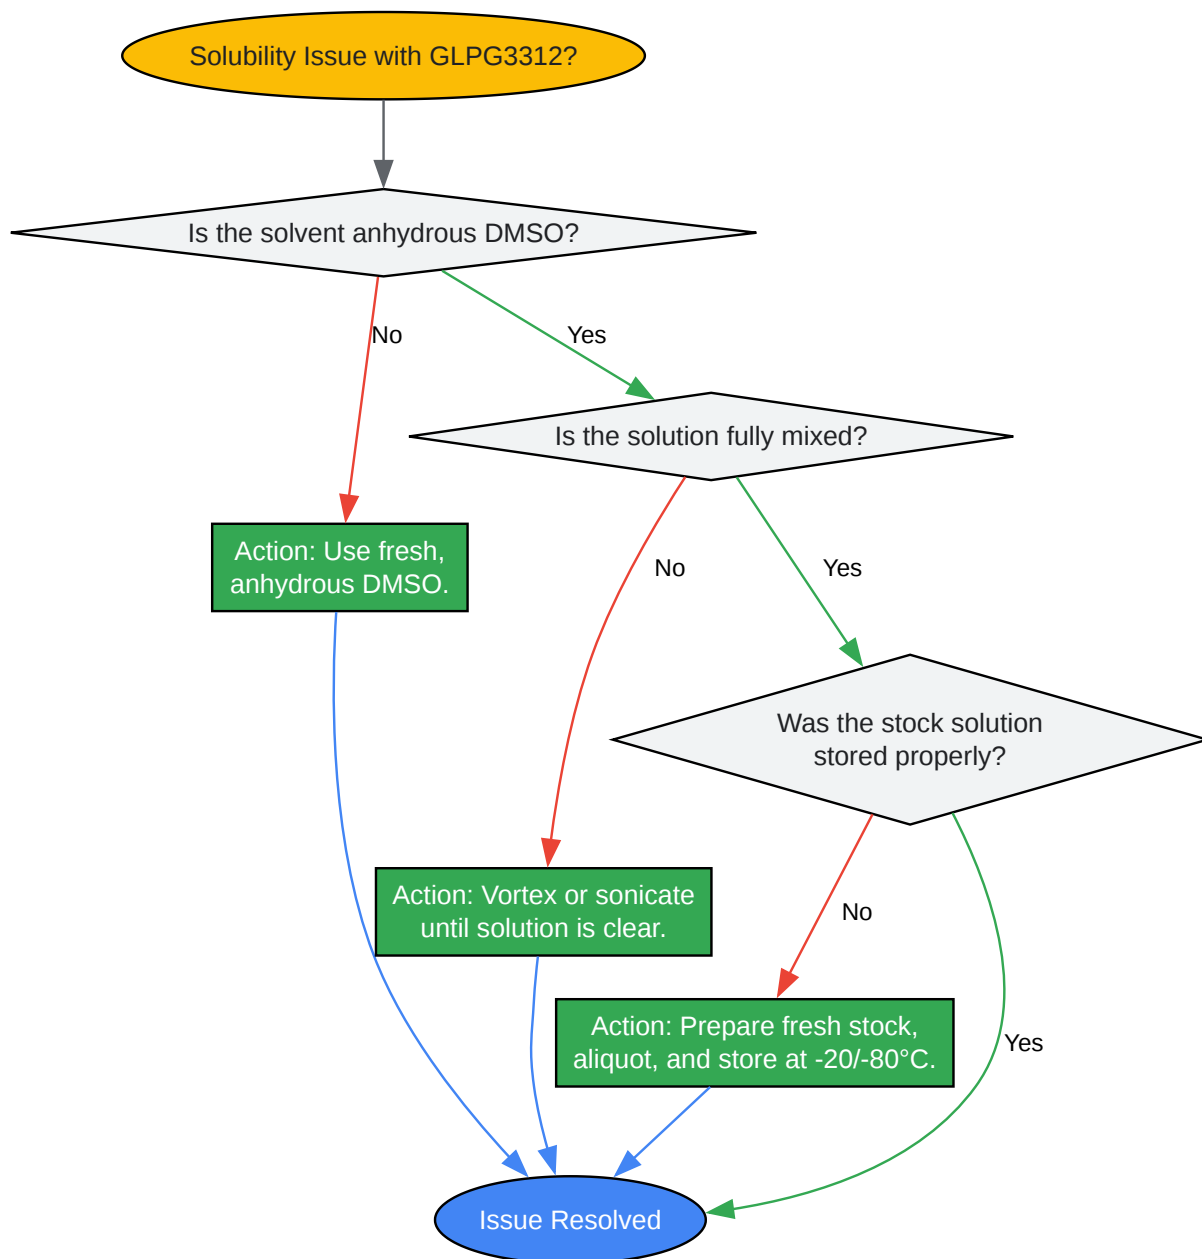 Solubility Issue with GLPG3312?
Is the solvent anhydrous DMSO?
No
Yes
Is the solution fully mixed?
Action: Use fresh,
anhydrous DMSO.
No
Yes
Was the stock solution
stored properly?
Action: Vortex or sonicate
until solution is clear.
No
Action: Prepare fresh stock,
aliquot, and store at -20/-80°C.
Yes
Issue Resolved